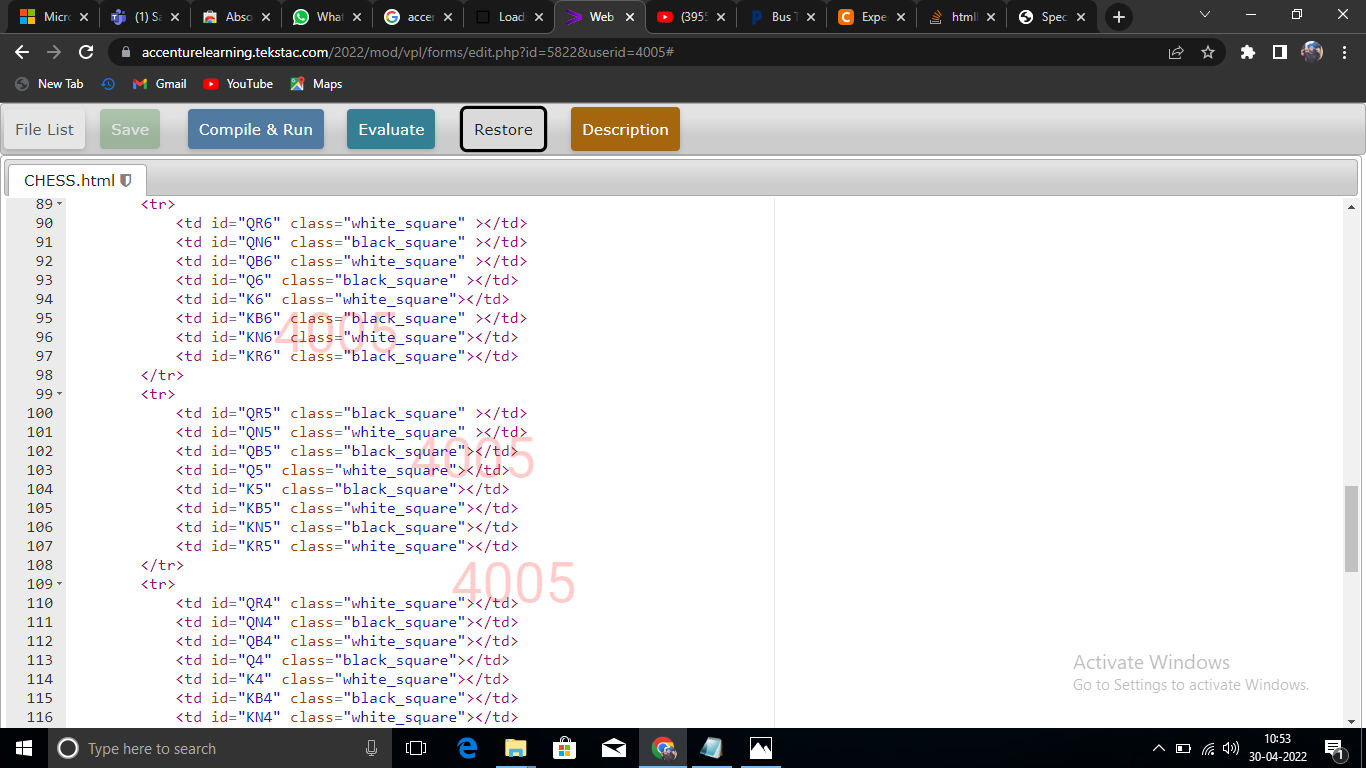 Micr
(1) Sa
Abso
What
accer
Loadi
Web
(3955
Bus T
Expe
html
Spec
accenturelearning.tekstac.com/2022/mod/vpl/forms/edit.php?id=5822&userid=4005#
New Tab
Gmail
YouTube
Maps
File List
Save
Compile & Run
Evaluate
Restore
Description
CHESS.html
89 <tr>
90 <td id="QR6" class="white_square" ></td>
91 <td id="QN6" class="black_square" ></td>
92 <td id="QB6" class="white_square" ></td>
93 <td id="Q6" class="black_square" ></td>
94 <td id="K6" class="white_square"></td>
95 <td id="KB6" class="black_square" ></td>
96 <td id="KN6" class="white_square"></td>
97 <td id="KR6" class="black_square"></td>
98 </tr>
99 <tr>
100 <td id="QR5" class="black_square" ></td>
101 <td id="QN5" class="white_square" ></td>
102 <td id="QB5" class="black_square"></td>
103 <td id="Q5" class="white_square"></td>
104 <td id="K5" class="black_square"></td>
105 <td id="KB5" class="white_square"></td>
106 <td id="KN5" class="black_square"></td>
107 <td id="KR5" class="white_square"></td>
108 </tr>
109 <tr>
110 <td id="QR4" class="white_square"></td>
111 <td id="QN4" class="black_square"></td>
112 <td id="QB4" class="white_square"></td>
113 <td id="Q4" class="black_square"></td>
114 <td id="K4" class="white_square"></td>
115 <td id="KB4" class="black_square"></td>
116 <td id="KN4" class="white_square"></td>
4005
4005
4005
Activate Windows
Go to Settings to activate Windows.
Type here to search
10:53
30-04-2022
1